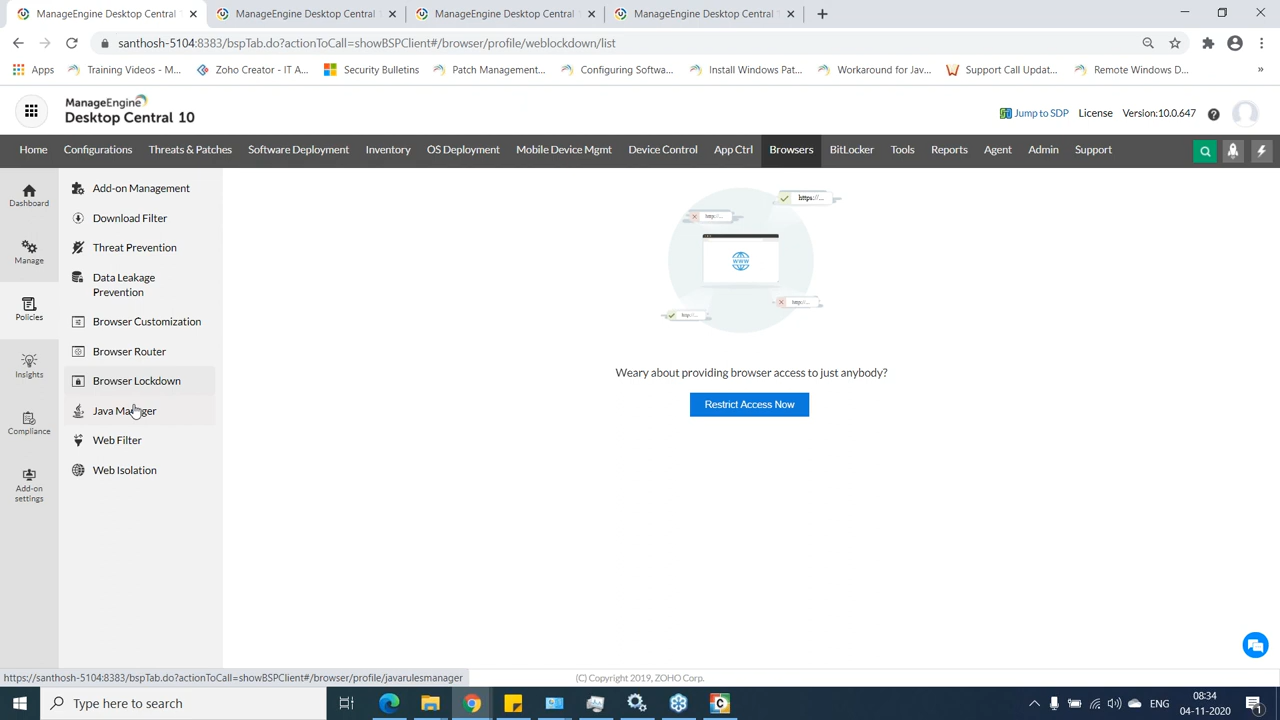 ManageEngine Desktop Central
ManageEngine Desktop Central
ManageEngine Desktop Central
ManageEngine Desktop Central
santhosh-5104:8383/bspTab.do?actionToCall=showBSPClient#/browser/profile/weblockdown/list
Apps
Training Videos - M...
Zoho Creator - IT A...
Security Bulletins
Patch Management...
Configuring Softwa...
Install Windows Pat...
Workaround for Jav...
Support Call Updat...
Remote Windows D...
»
ManageEngine
Desktop Central 10
Jump to SDP License Version:10.0.647 ?
Home Configurations Threats & Patches Software Deployment Inventory OS Deployment Mobile Device Mgmt Device Control App Ctrl Browsers BitLocker Tools Reports Agent Admin Support
Dashboard
Manage
Policies
Insights
Compliance
Add-on
settings
Add-on Management
Download Filter
Threat Prevention
Data Leakage
Prevention
Browser Customization
Browser Router
Browser Lockdown
Java Manager
Web Filter
Web Isolation
https://...
http://...
WWW
https://...
http://...
Weary about providing browser access to just anybody?
Restrict Access Now
https://santhosh-5104:8383/bspTab.do?actionToCall=showBSPClient#/browser/profile/javarulesmanager
(C) Copyright 2019, ZOHO Corp.
Type here to search
ENG
08:34
04-11-2020
1